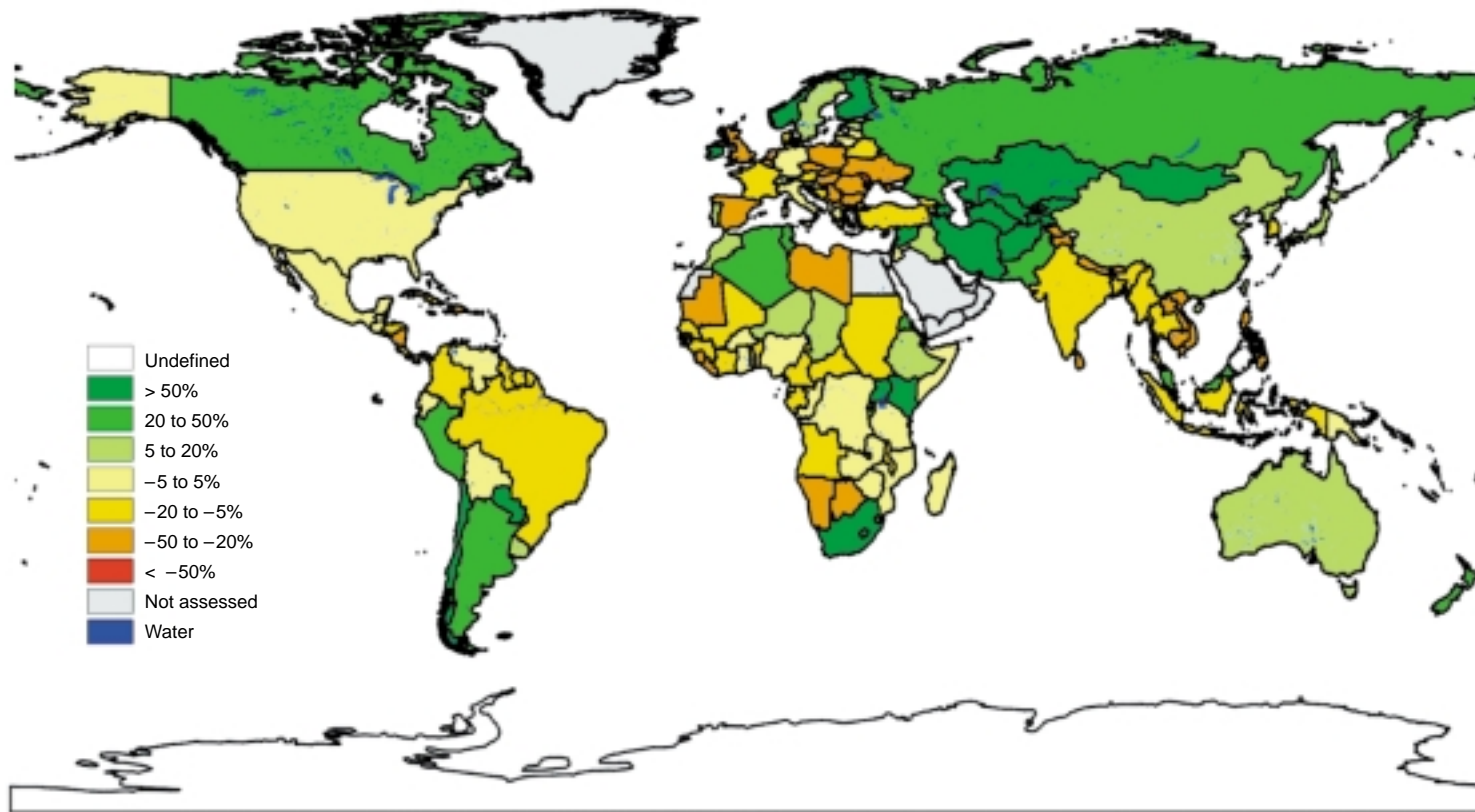 Undefined
> 50%
20 to 50%
5 to 20%
–5 to 5%
–20 to –5%
–50 to –20%
< –50%
Not assessed
Water